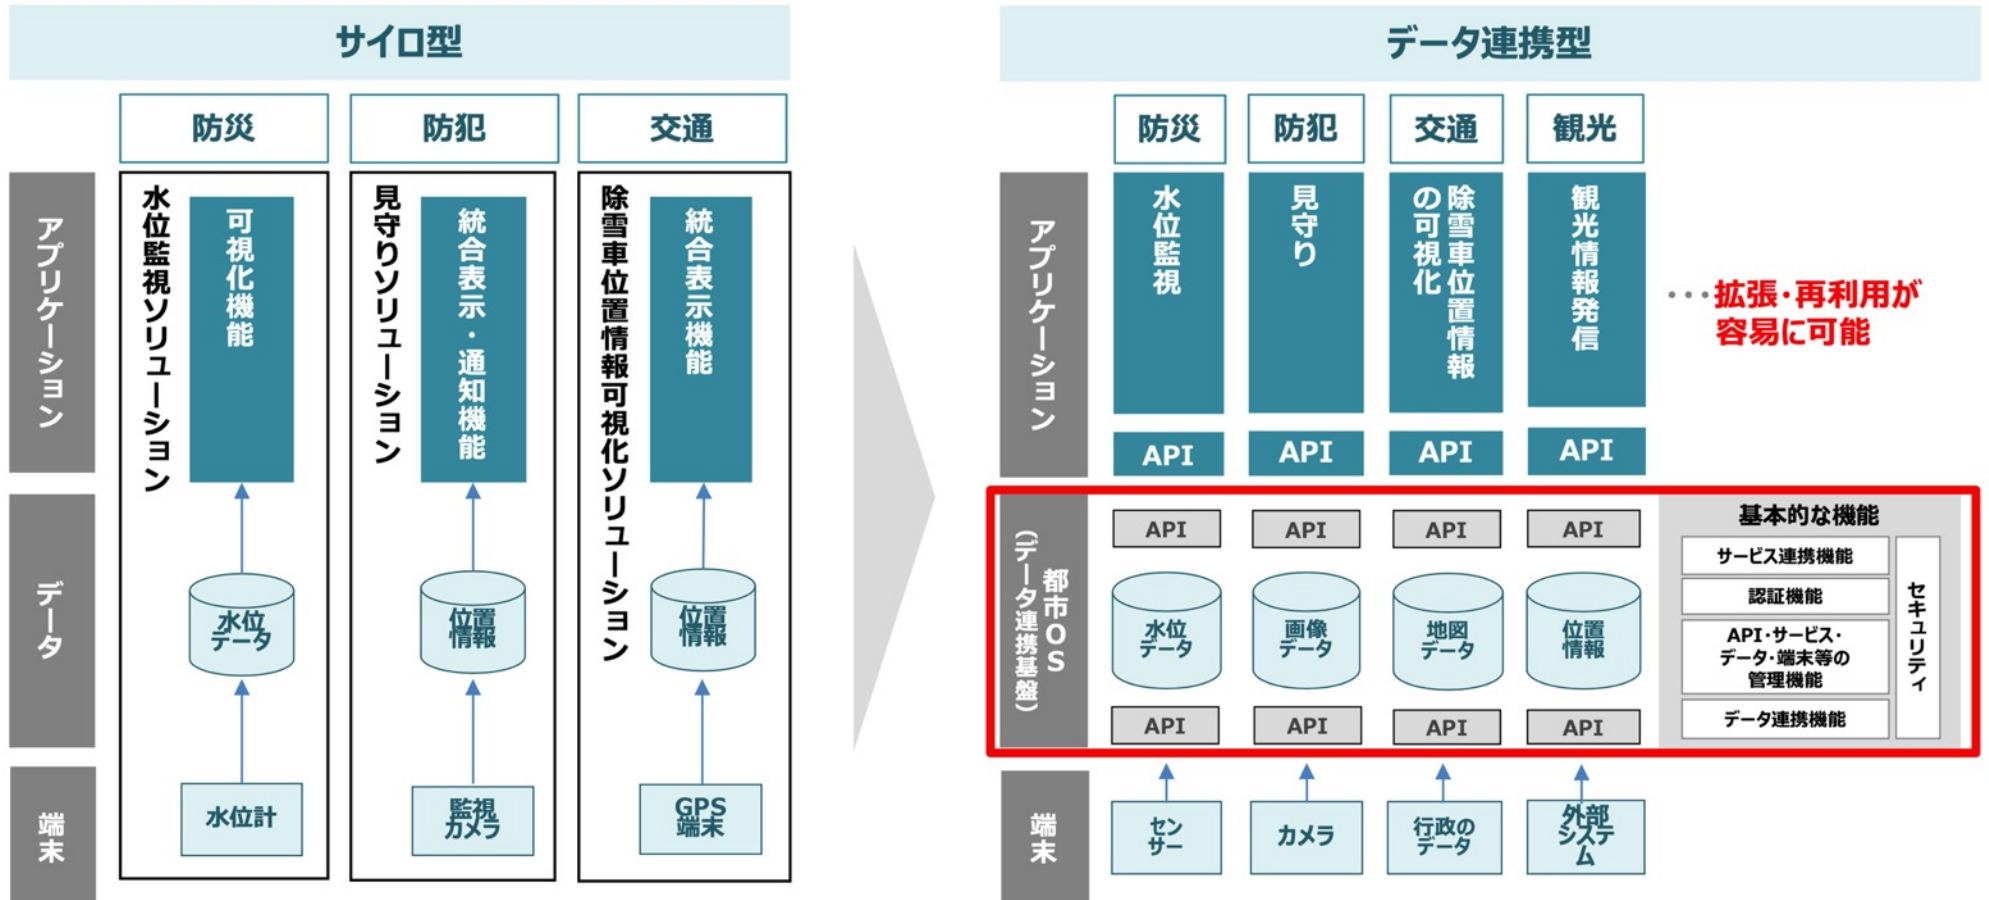 サイロ型
防災
防犯
交通
アプリケーション
データ
端末
水位監視ソリューション
可視化機能
水位
データ
水位計
見守りソリューション
統合表示・通知機能
位置
情報
監視
カメラ
除雪車位置情報可視化ソリューション
統合表示機能
位置
情報
GPS
端末
データ連携型
防災
防犯
交通
観光
アプリケーション
水位監視
見守り
除雪車位置情報
の可視化
観光情報発信
・・・拡張・再利用が
容易に可能
API
API
API
API
都市OS
（データ連携基盤）
API
API
API
API
水位
データ
画像
データ
地図
データ
位置
情報
API
API
API
API
基本的な機能
サービス連携機能
認証機能
API・サービス・
データ・端末等の
管理機能
データ連携機能
セキュリティ
端末
セン
サー
カメラ
行政の
データ
外部
システ
ム